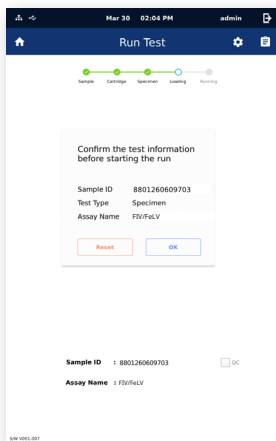 Mar 30 02:04 PM admin
Run Test
Sample Cartridge Specimen Loading Running
Confirm the test information
before starting the run
Sample ID 8801260609703
Test Type Specimen
Assay Name FIV/FeLV
Reset OK
Sample ID : 8801260609703 QC
Assay Name : FIV/FeLV
S/W V001.007